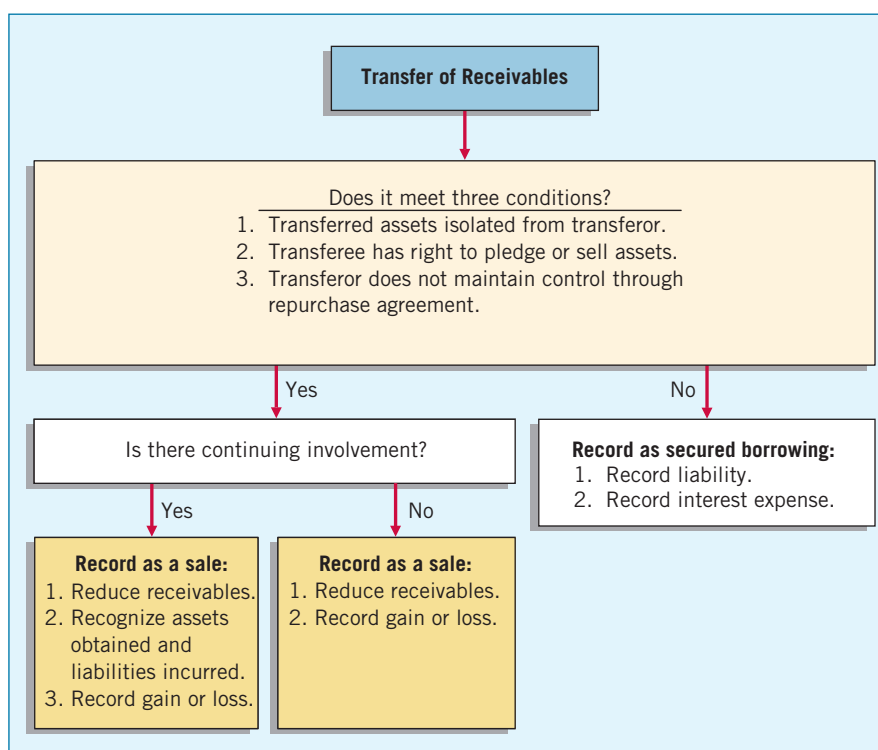 Transfer of Receivables
Does it meet three conditions?
1. Transferred assets isolated from transferor.
2. Transferee has right to pledge or sell assets.
3. Transferor does not maintain control through
repurchase agreement.
Yes
No
Is there continuing involvement?
Record as secured borrowing:
1. Record liability.
2. Record interest expense.
Yes
No
Record as a sale:
1. Reduce receivables.
2. Recognize assets
obtained and
liabilities incurred.
3. Record gain or loss.
Record as a sale:
1. Reduce receivables.
2. Record gain or loss.